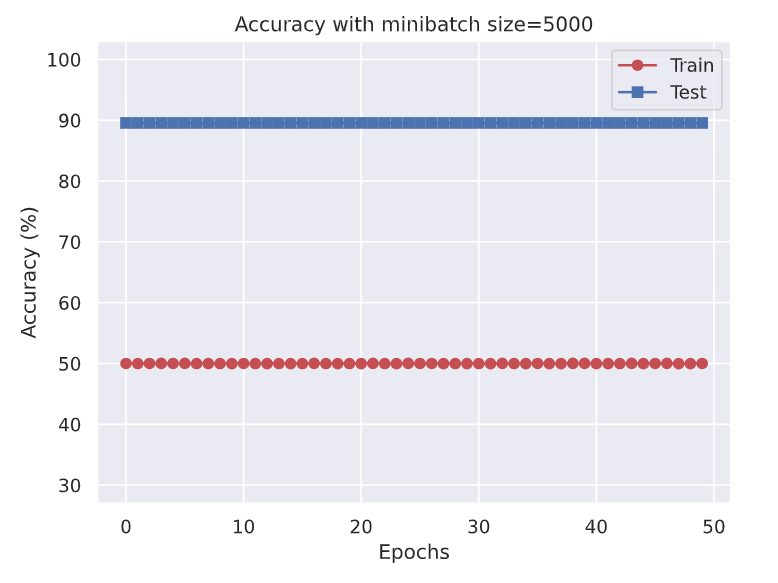 Accuracy with minibatch size=5000
Train
Test
100
90
80
70
60
50
40
30
Accuracy (%)
0 10 20 30 40 50
Epochs